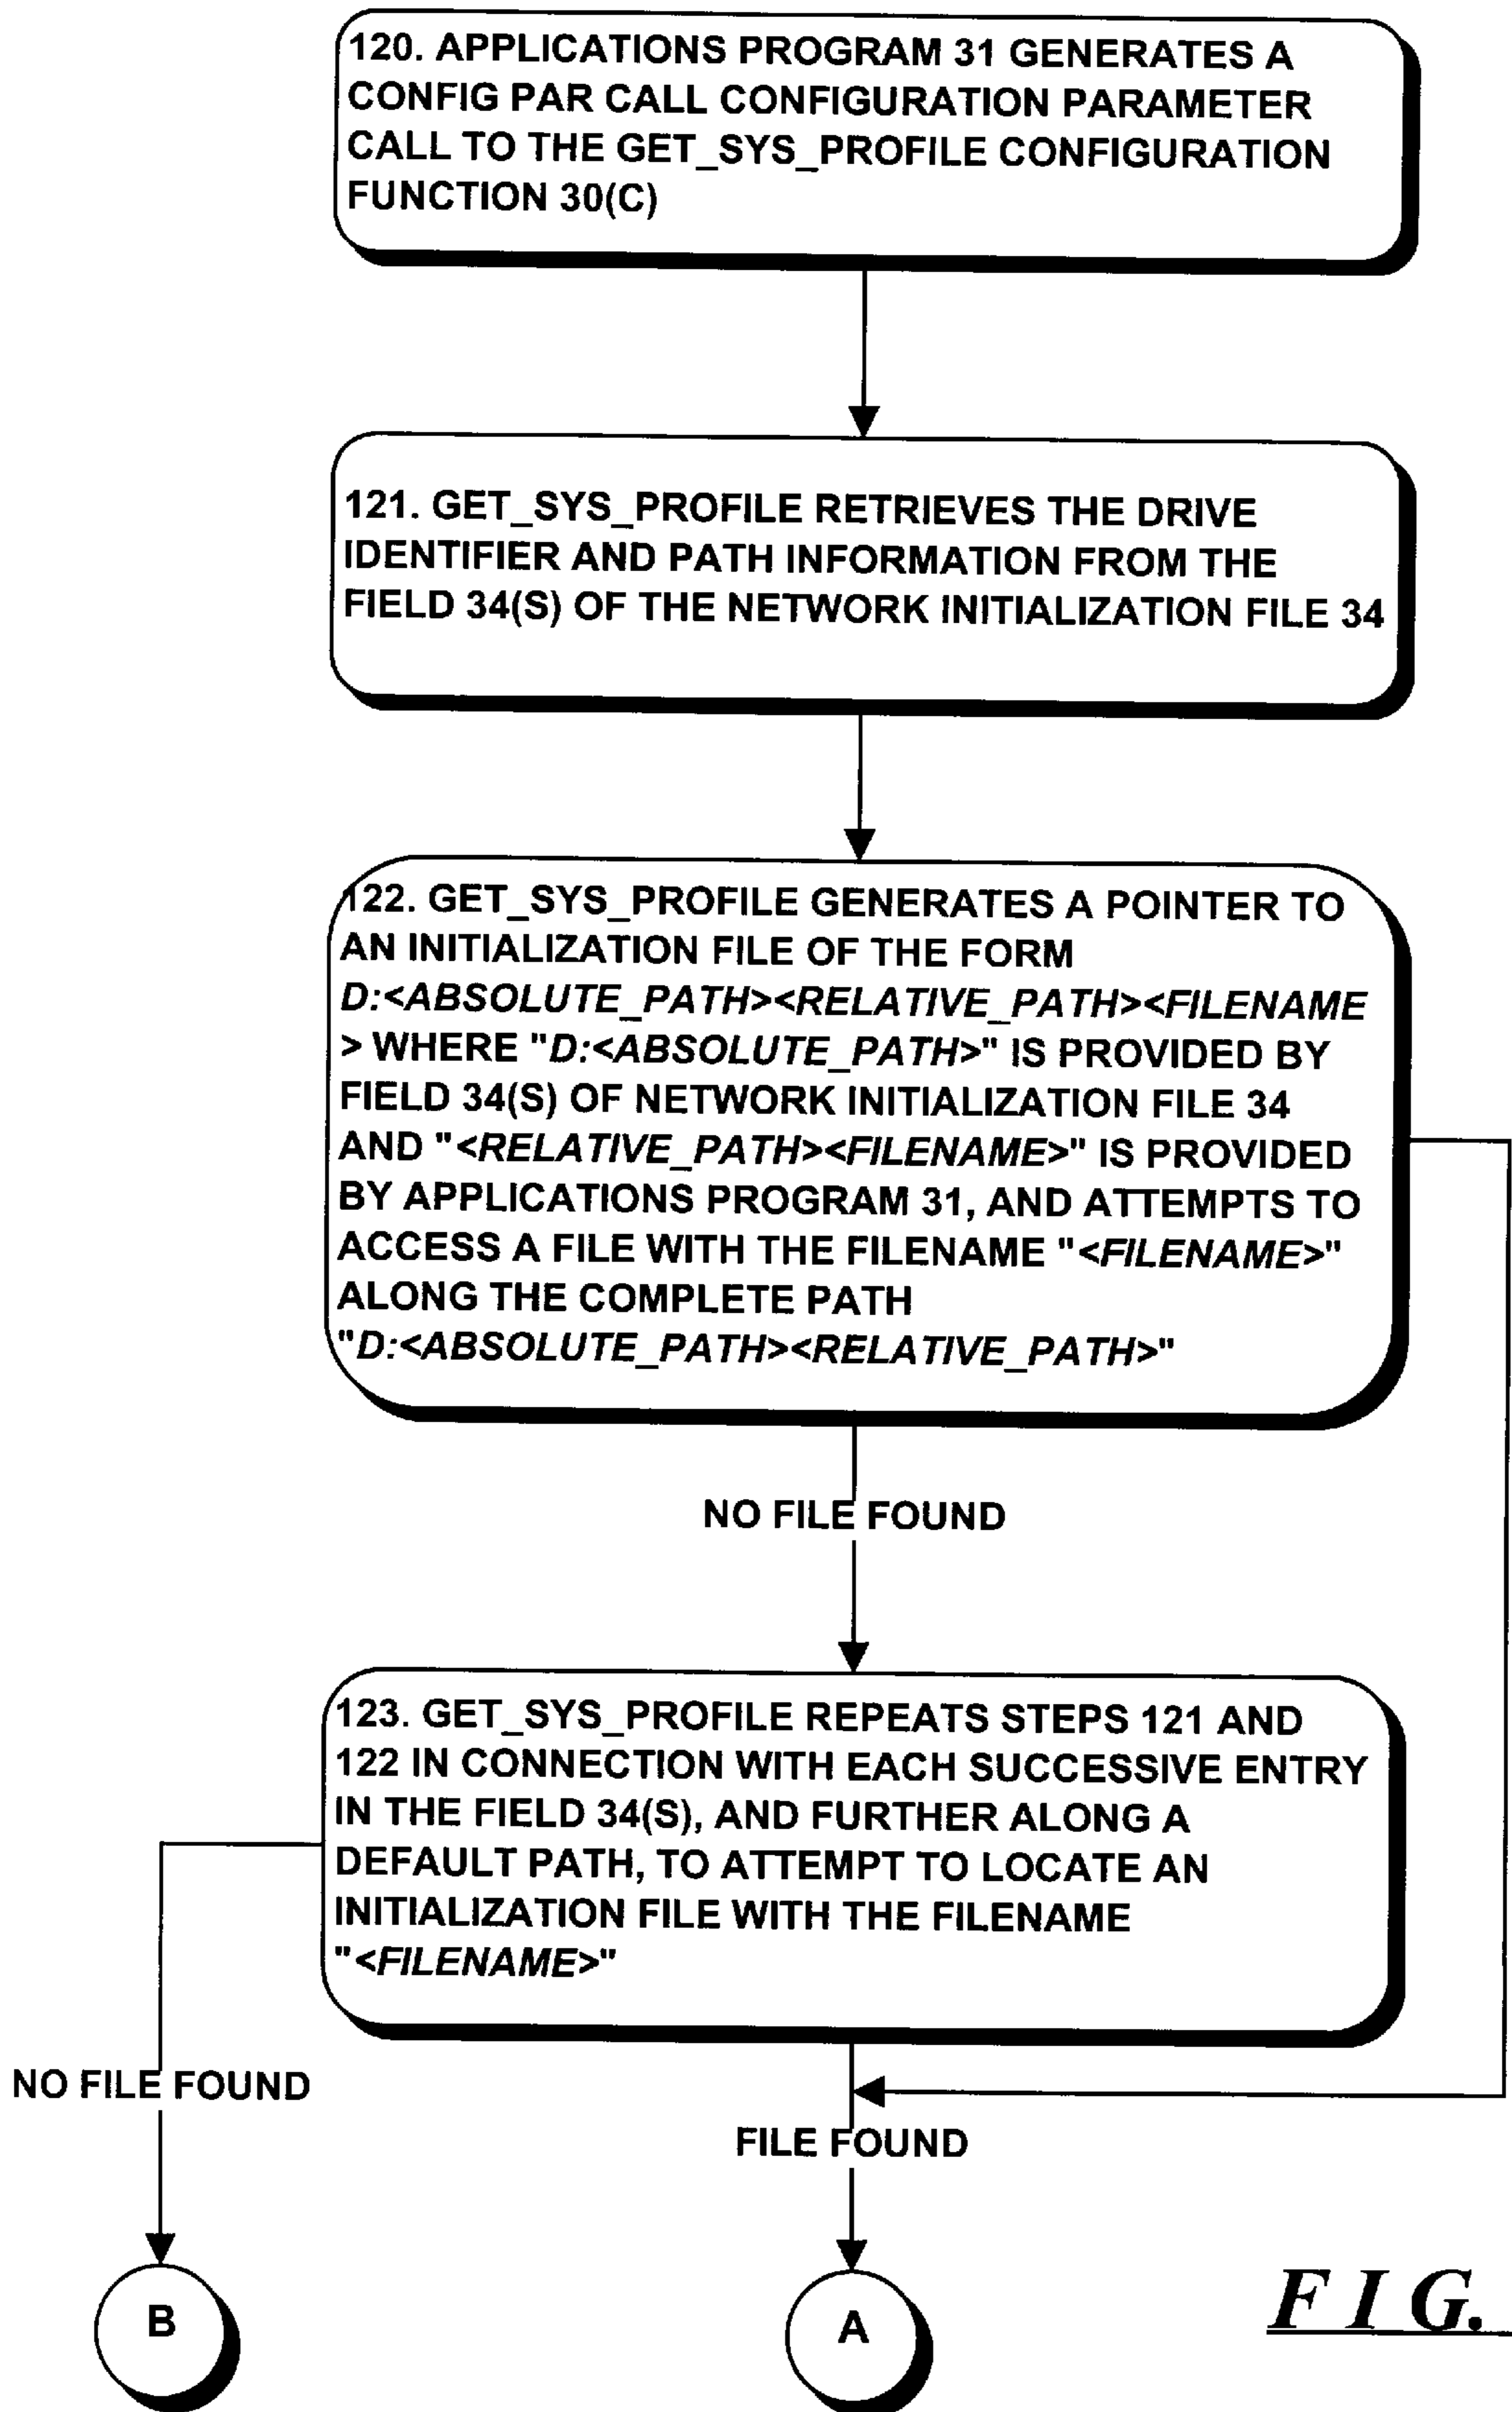 120. APPLICATIONS PROGRAM 31 GENERATES A
CONFIG PAR CALL CONFIGURATION PARAMETER
CALL TO THE GET_SYS_PROFILE CONFIGURATION
FUNCTION 30(C)
121. GET_SYS_PROFILE RETRIEVES THE DRIVE
IDENTIFIER AND PATH INFORMATION FROM THE
FIELD 34(S) OF THE NETWORK INITIALIZATION FILE 34
122. GET_SYS_PROFILE GENERATES A POINTER TO
AN INITIALIZATION FILE OF THE FORM
D:<ABSOLUTE_PATH><RELATIVE_PATH><FILENAME
> WHERE "D:<ABSOLUTE_PATH>" IS PROVIDED BY
FIELD 34(S) OF NETWORK INITIALIZATION FILE 34
AND "<RELATIVE_PATH><FILENAME>" IS PROVIDED
BY APPLICATIONS PROGRAM 31, AND ATTEMPTS TO
ACCESS A FILE WITH THE FILENAME "<FILENAME>"
ALONG THE COMPLETE PATH
"D:<ABSOLUTE_PATH><RELATIVE_PATH>"
NO FILE FOUND
123. GET_SYS_PROFILE REPEATS STEPS 121 AND
122 IN CONNECTION WITH EACH SUCCESSIVE ENTRY
IN THE FIELD 34(S), AND FURTHER ALONG A
DEFAULT PATH, TO ATTEMPT TO LOCATE AN
INITIALIZATION FILE WITH THE FILENAME
"<FILENAME>"
NO FILE FOUND
FILE FOUND
B
A
FIG.